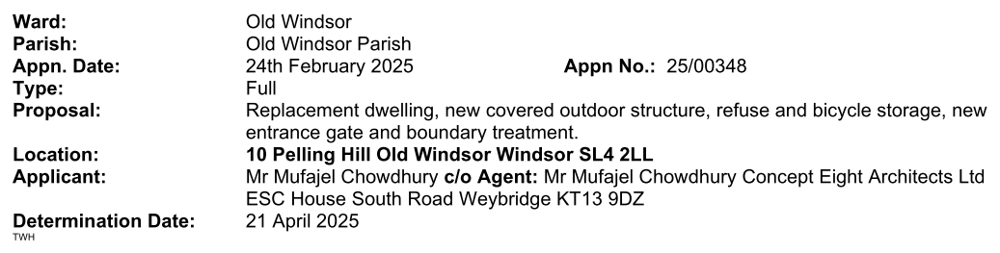 Ward: Old Windsor
Parish: Old Windsor Parish
Appn. Date: 24th February 2025 Appn No.: 25/00348
Type: Full
Proposal: Replacement dwelling, new covered outdoor structure, refuse and bicycle storage, new
entrance gate and boundary treatment.
Location: 10 Pelling Hill Old Windsor Windsor SL4 2LL
Applicant: Mr Mufajel Chowdhury c/o Agent: Mr Mufajel Chowdhury Concept Eight Architects Ltd
ESC House South Road Weybridge KT13 9DZ
Determination Date: 21 April 2025
TWH